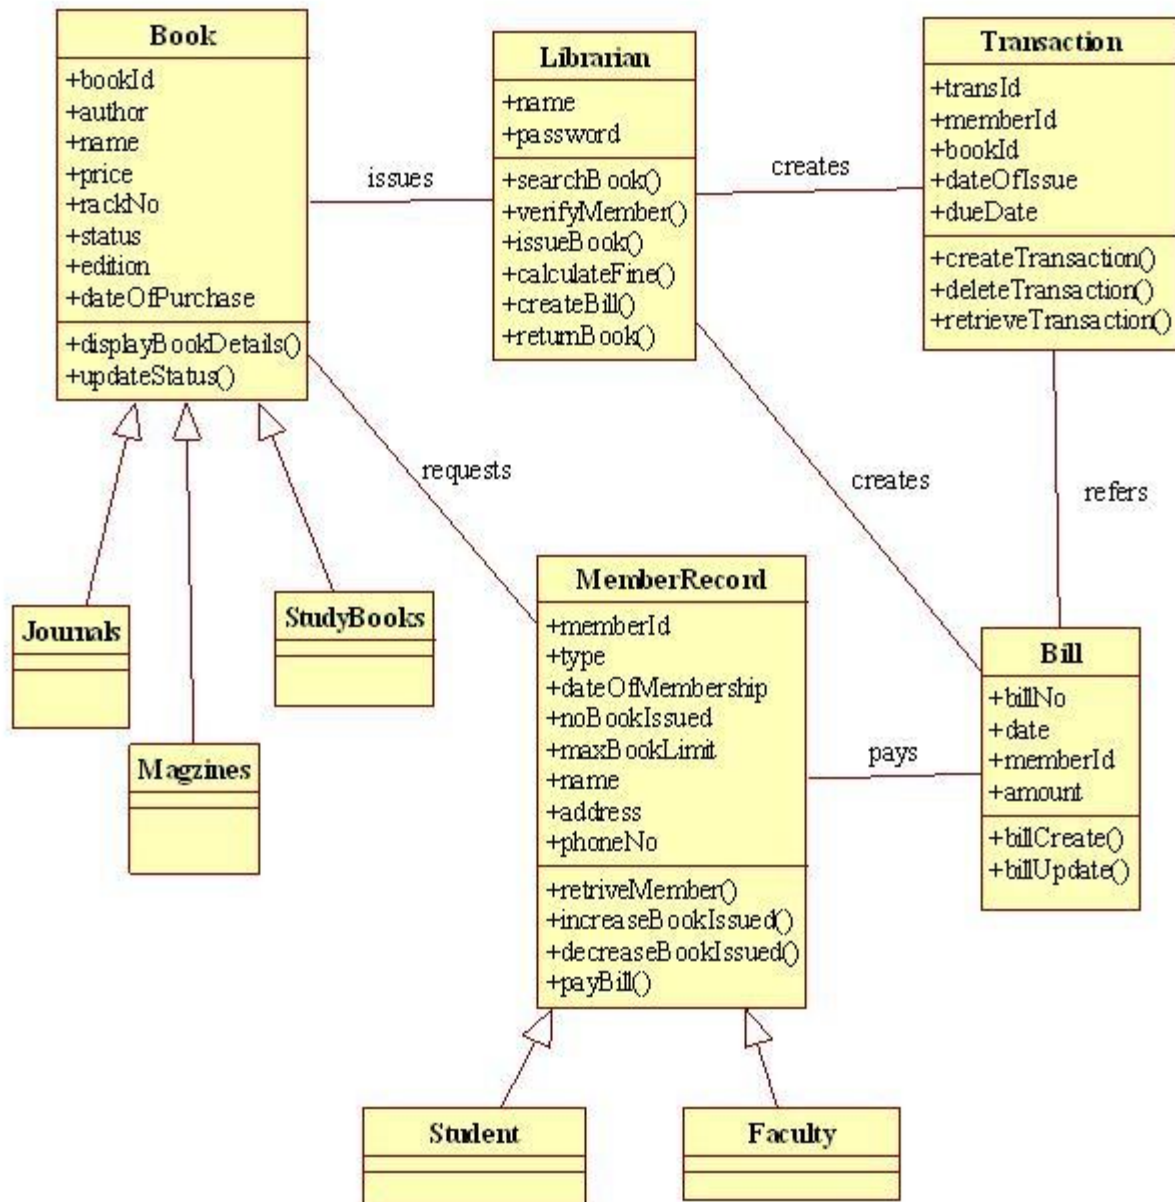 Book
+bookId
+author
+name
+price
+rackNo
+status
+edition
+dateOfPurchase
+displayBookDetails()
+updateStatus()
issues
Librarian
+name
+password
+searchBook()
+verifyMember()
+issueBook()
+calculateFine()
+createBill()
+returnBook()
creates
Transaction
+transId
+memberId
+bookId
+dateOfIssue
+dueDate
+createTransaction()
+deleteTransaction()
+retrieveTransaction()
requests
creates
refers
Journals
Magzines
StudyBooks
MemberRecord
+memberId
+type
+dateOfMembership
+noBookIssued
+maxBookLimit
+name
+address
+phoneNo
+retriveMember()
+increaseBookIssued()
+decreaseBookIssued()
+payBill()
pays
Bill
+billNo
+date
+memberId
+amount
+billCreate()
+billUpdate()
Student
Faculty